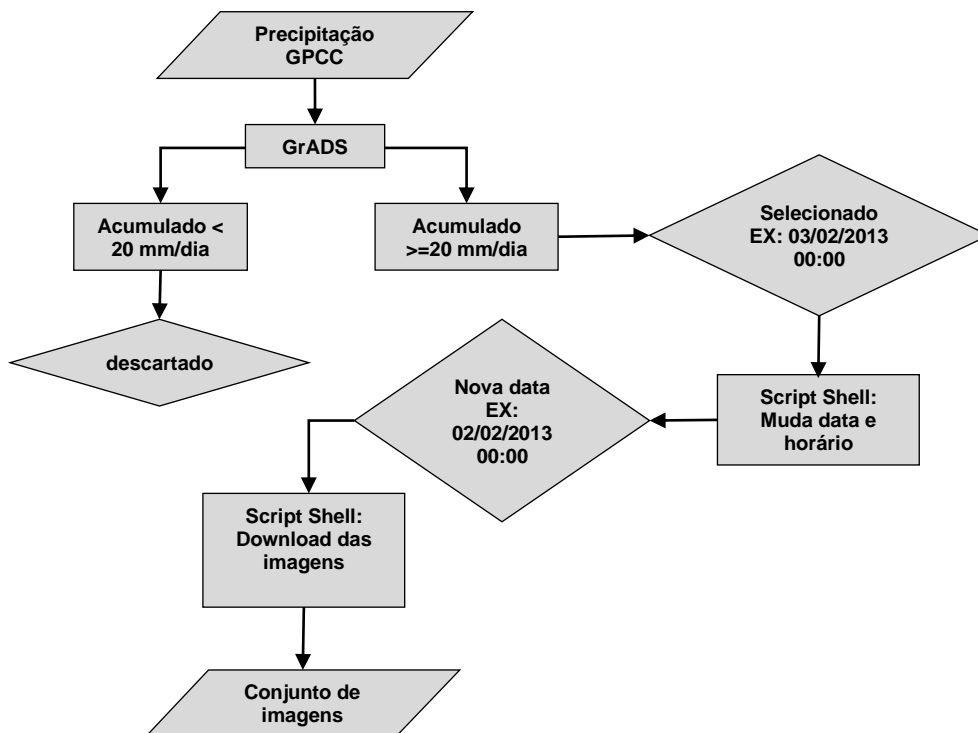 Precipitação
GPCC
GrADS
Acumulado <
20 mm/dia
Acumulado
>=20 mm/dia
Selecionado
EX: 03/02/2013
00:00
descartado
Nova data
EX:
02/02/2013
00:00
Script Shell:
Muda data e
horário
Script Shell:
Download das
imagens
Conjunto de
imagens